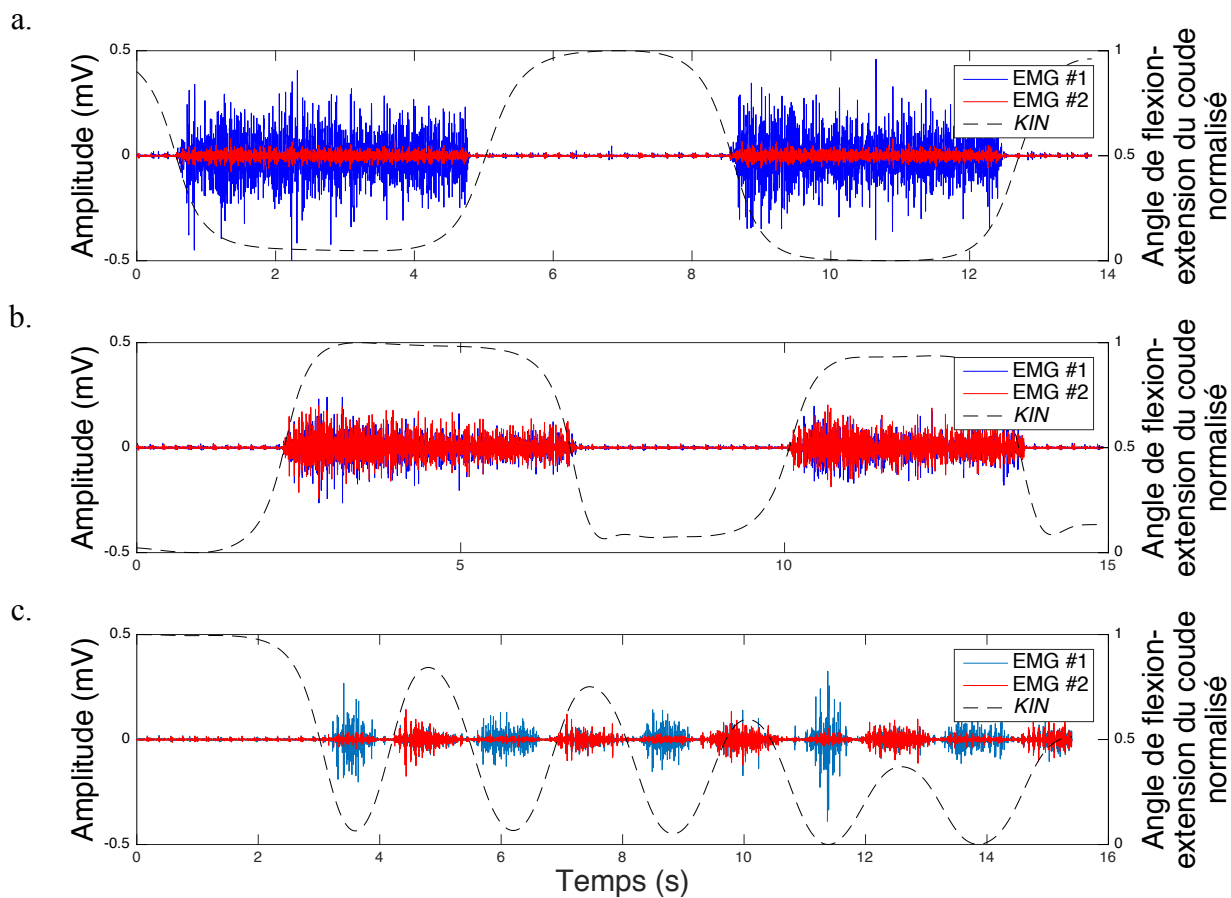 a.
Amplitude (mV)
0.5
0
-0.5
0
2
4
6
8
10
12
14
1
0.5
0
Angle de flexion-
extension du coude
normalisé
EMG #1
EMG #2
KIN
b.
Amplitude (mV)
0.5
0
-0.5
0
5
10
15
1
0.5
0
Angle de flexion-
extension du coude
normalisé
EMG #1
EMG #2
KIN
c.
Amplitude (mV)
0.5
0
-0.5
0
2
4
6
8
10
12
14
16
1
0.5
0
Angle de flexion-
extension du coude
normalisé
EMG #1
EMG #2
KIN
Temps (s)